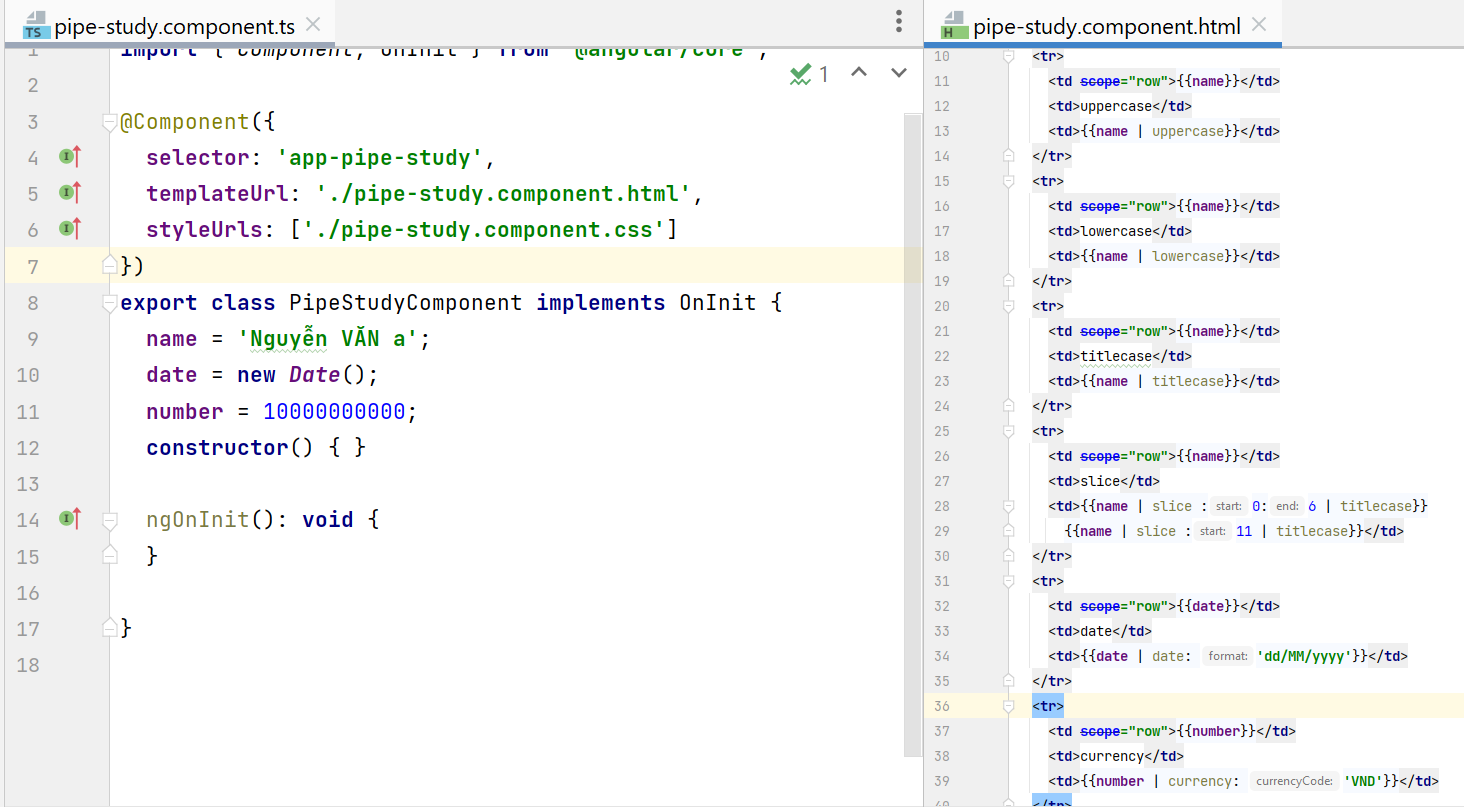 pipe-study.component.ts
1 import { Component, OnInit } from '@angular/core';
1
2
3 @Component({
4 selector: 'app-pipe-study',
5 templateUrl: './pipe-study.component.html',
6 styleUrls: ['./pipe-study.component.css']
7 })
8 export class PipeStudyComponent implements OnInit {
9 name = 'Nguyễn VĂN a';
10 date = new Date();
11 number = 10000000000;
12 constructor() { }
13
14 ngOnInit(): void {
15 }
16
17 }
18
pipe-study.component.html
10 <tr>
11 <td scope="row">{{name}}</td>
12 <td>uppercase</td>
13 <td>{{name | uppercase}}</td>
14 </tr>
15 <tr>
16 <td scope="row">{{name}}</td>
17 <td>lowercase</td>
18 <td>{{name | lowercase}}</td>
19 </tr>
20 <tr>
21 <td scope="row">{{name}}</td>
22 <td>titlecase</td>
23 <td>{{name | titlecase}}</td>
24 </tr>
25 <tr>
26 <td scope="row">{{name}}</td>
27 <td>slice</td>
28 <td>{{name | slice : start: 0: end: 6 | titlecase}}
29 {{name | slice : start: 11 | titlecase}}</td>
30 </tr>
31 <tr>
32 <td scope="row">{{date}}</td>
33 <td>date</td>
34 <td>{{date | date: format: 'dd/MM/yyyy'}}</td>
35 </tr>
36 <tr>
37 <td scope="row">{{number}}</td>
38 <td>currency</td>
39 <td>{{number | currency: currencyCode: 'VND'}}</td>
40 </tr>